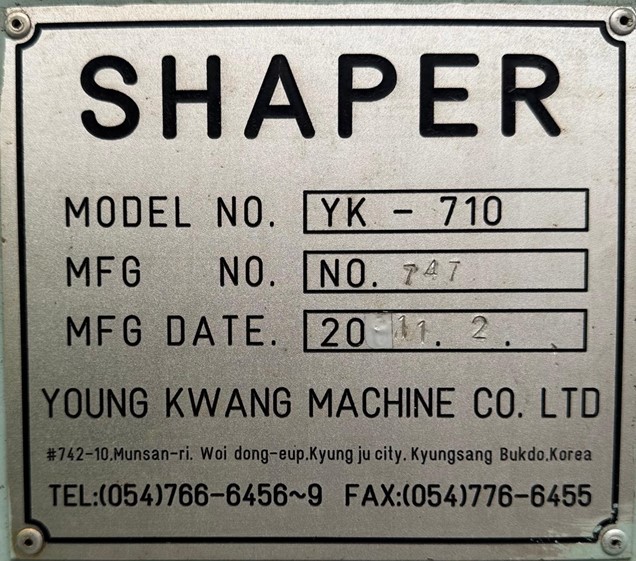 SHAPER
MODEL NO. YK - 710
MFG NO. NO. 747
MFG DATE. 20 11. 2.
YOUNG KWANG MACHINE CO. LTD
#742-10.Munsan-ri. Woi dong-eup.Kyung ju city. Kyungsang Bukdo.Korea
TEL:(054)766-6456~9 FAX:(054)776-6455